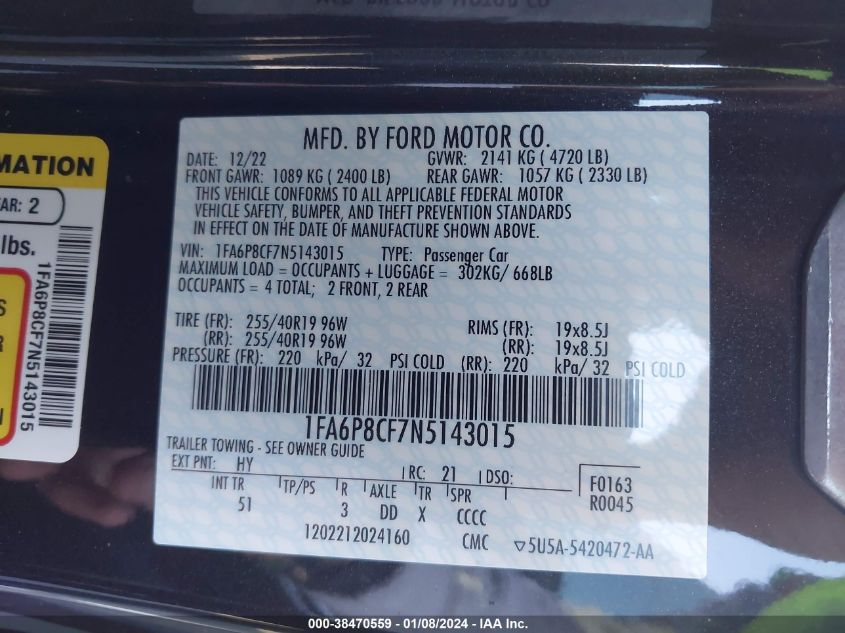 MFD. BY FORD MOTOR CO.
DATE: 12/22 GVWR: 2141 KG ( 4720 LB)
FRONT GAWR: 1089 KG ( 2400 LB) REAR GAWR: 1057 KG ( 2330 LB)
THIS VEHICLE CONFORMS TO ALL APPLICABLE FEDERAL MOTOR
VEHICLE SAFETY, BUMPER, AND THEFT PREVENTION STANDARDS
IN EFFECT ON THE DATE OF MANUFACTURE SHOWN ABOVE.
VIN: 1FA6P8CF7N5143015 TYPE: Passenger Car
MAXIMUM LOAD = OCCUPANTS + LUGGAGE = 302KG/ 668LB
OCCUPANTS = 4 TOTAL; 2 FRONT, 2 REAR
TIRE (FR): 255/40R19 96W RIMS (FR): 19x8.5J
(RR): 255/40R19 96W (RR): 19x8.5J
PRESSURE (FR): 220 kPa/ 32 PSI COLD (RR): 220 kPa/ 32 PSI COLD
1FA6P8CF7N5143015
TRAILER TOWING - SEE OWNER GUIDE
EXT PNT: HY RC: 21 DSO: F0163
INT TR TP/PS R AXLE TR SPR R0045
51 3 DD X CCCC
1202212024160 CMC ▽5U5A-5420472-AA
AR: 2
lbs.
1FA6P8CF7N5143015
000-38470559 - 01/08/2024 - IAA Inc.